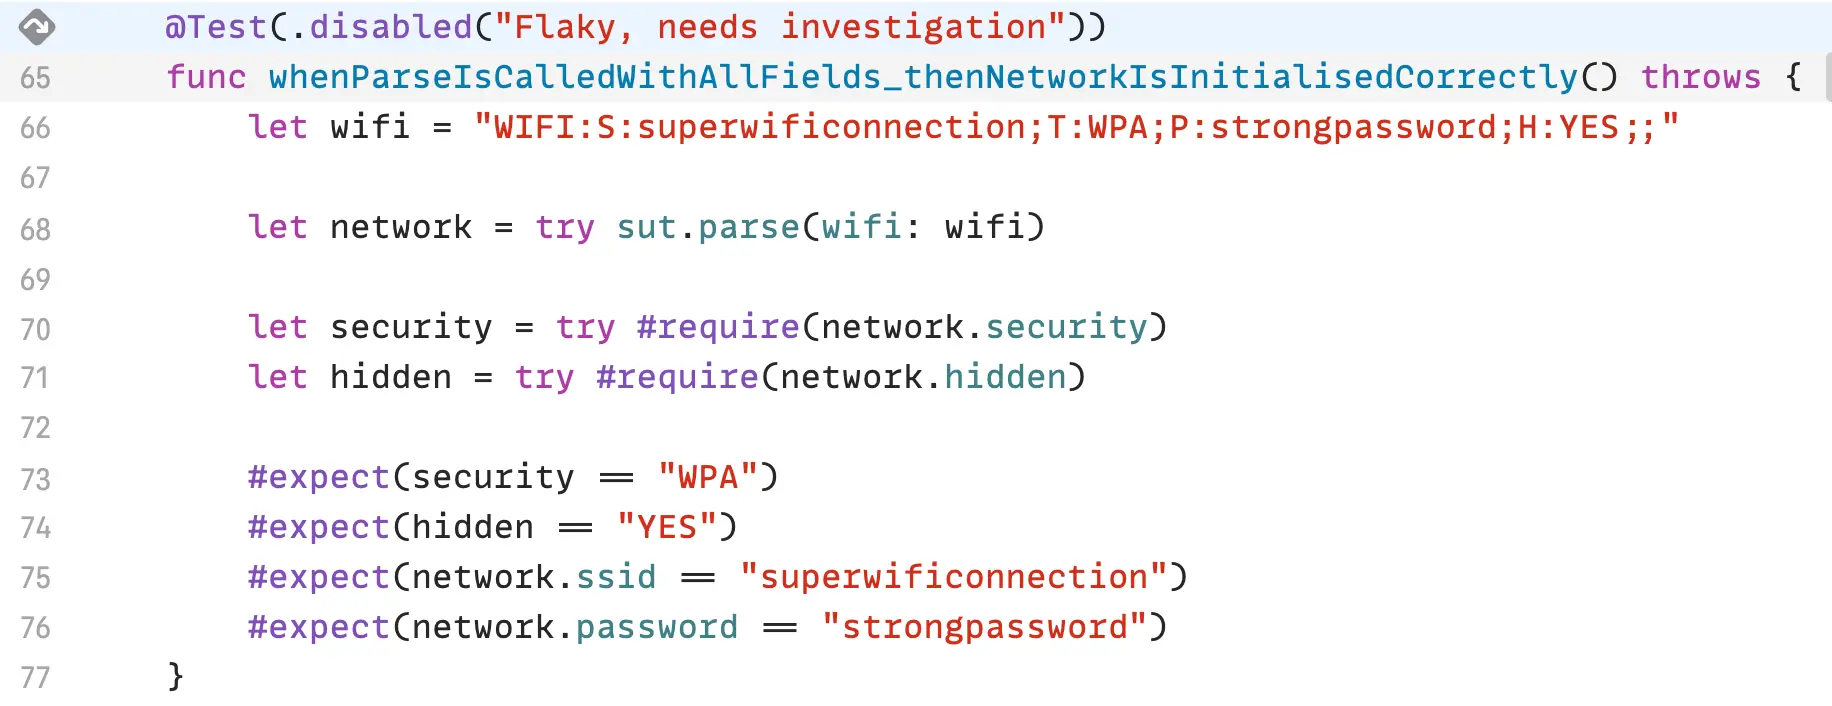 @Test(.disabled("Flaky, needs investigation"))
65 func whenParseIsCalledWithAllFields_thenNetworkIsInitialisedCorrectly() throws {
66 let wifi = "WIFI:S:superwificonnection;T:WPA;P:strongpassword;H:YES;;"
67
68 let network = try sut.parse(wifi: wifi)
69
70 let security = try #require(network.security)
71 let hidden = try #require(network.hidden)
72
73 #expect(security == "WPA")
74 #expect(hidden == "YES")
75 #expect(network.ssid == "superwificonnection")
76 #expect(network.password == "strongpassword")
77 }